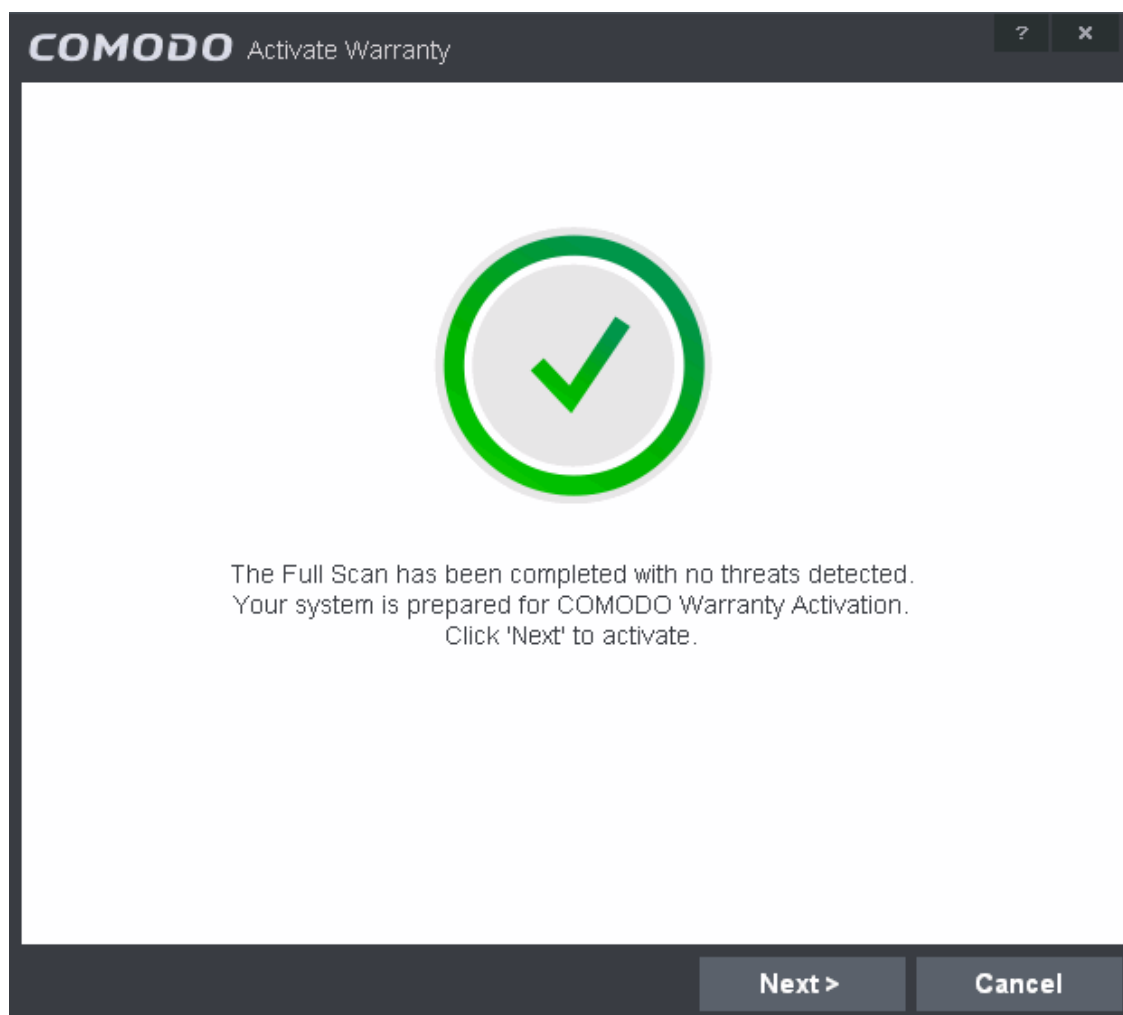 COMODO Activate Warranty
? x
The Full Scan has been completed with no threats detected.
Your system is prepared for COMODO Warranty Activation.
Click 'Next' to activate.
Next >
Cancel